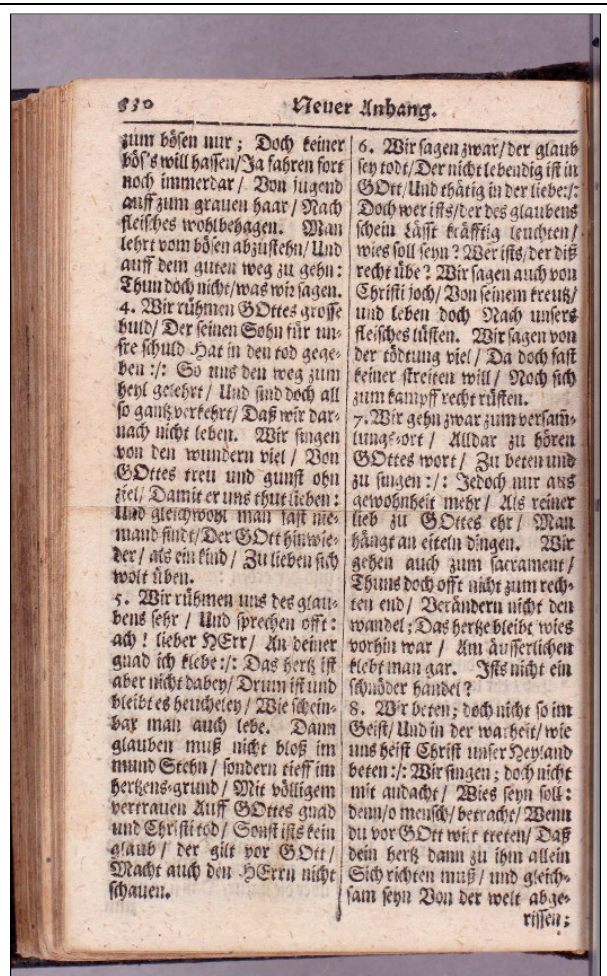 830
Neuer Anhang.
zum bösen nur; Doch keiner
bös's will hassen/Ja fahren fort
noch immerdar/ Von jugend
auff zum grauen haar/ Nach
fleisches wohlbehagen. Man
lehrt vom bösen abzustehn/Und
auff dem guten weg zu gehn:
Thun doch nicht/was wir sagen.
4. Wir rühmen GOttes grosse
huld/ Der seinen Sohn für un-
sre schuld Hat in den tod gege-
ben :/: So uns den weg zum
heyl gelehrt/ Und sind doch all
so gantz verkehrt/ Daß wir dar-
nach nicht leben. Wir singen
von den wundern viel/ Von
GOttes treu und gunst ohn
ziel/ Damit er uns thut lieben:
Und gleichwohl man fast nie-
mand findt/Der GOtt hinwie-
der/ als ein kind/ Zu lieben sich
wolt üben.
5. Wir rühmen uns des glau-
bens sehr/ Und sprechen offt:
ach! lieber HErr/ An deiner
gnad ich klebe:/: Das hertz ist
aber nicht dabey/ Drum ist und
bleibt es heucheley/ Wie schein-
bar man auch lebe. Dann
glauben muß nicht bloß im
mund Stehn/ sondern tieff im
hertzens-grund/ Mit völligem
vertrauen Auff GOttes gnad
und Christi tod/ Sonst ists kein
glaub/ der gilt vor GOtt/
Macht auch den HErrn nicht
schauen.
6. Wir sagen zwar/der glaub
sey todt/Der nicht lebendig ist in
GOtt/Und thätig in der liebe:/:
Doch wer ists/der des glaubens
schein Lässt kräfftig leuchten/
wies soll seyn? Wer ists/der diß
recht übe? Wir sagen auch von
Christi joch/ Von seinem kreutz/
und leben doch Nach unsers
fleisches lüsten. Wir sagen von
der tödtung viel/ Da doch fast
keiner streiten will/ Noch sich
zum kampff recht rüsten.
7. Wir gehn zwar zum versam̅-
lungs-ort/ Alldar zu hören
GOttes wort/ Zu beten und
zu singen:/: Jedoch nur aus
gewohnheit mehr/ Als reiner
lieb zu GOttes ehr/ Man
hängt an eiteln dingen. Wir
gehen auch zum sacrament/
Thuns doch offt nicht zum rech-
ten end/ Verändern nicht den
wandel; Das hertze bleibt wies
vorhin war/ Am äusserlichen
klebt man gar. Ists nicht ein
schnöder handel?
8. Wir beten; doch nicht so im
Geist/Und in der warheit/wie
uns heist Christ unser Heyland
beten:/: Wir singen; doch nicht
mit andacht/ Wies seyn soll:
denn/o mensch/betracht/ Wenn
du vor GOtt wilt treten/ Daß
dein hertz dann zu ihm allein
Sich richten muß/ und gleich-
sam seyn Von der welt abge-
rissen;